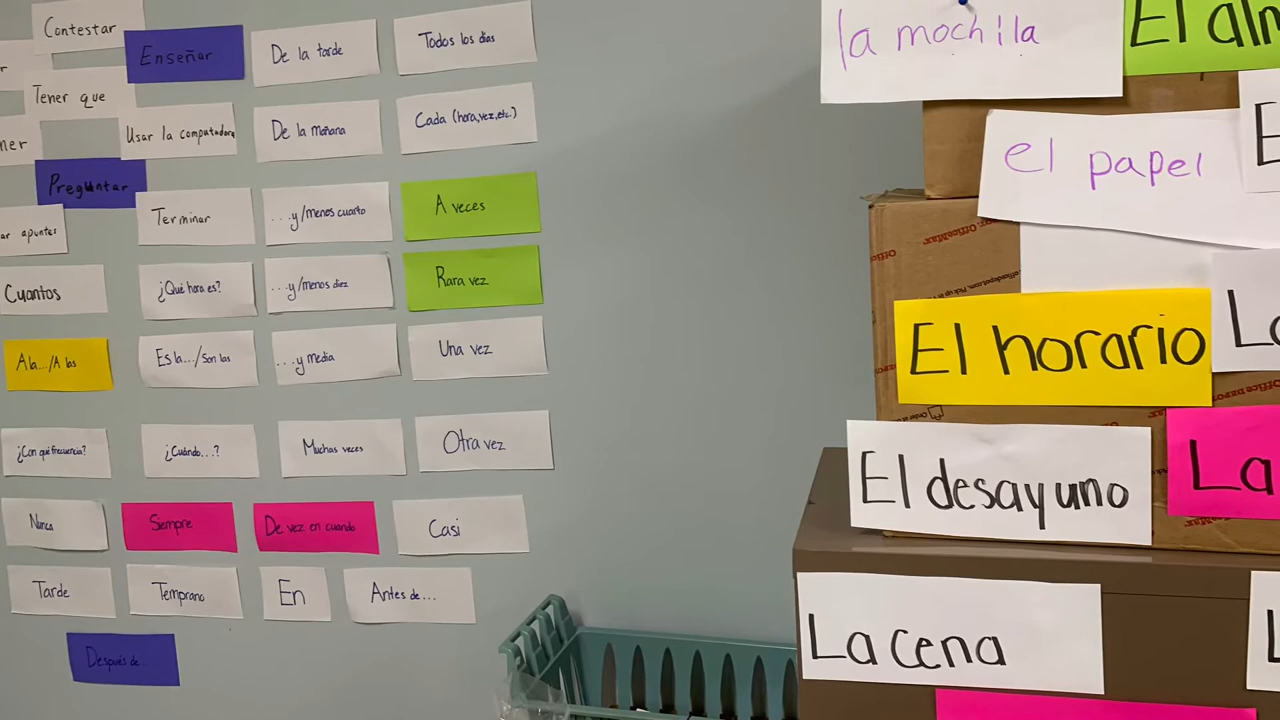 Contestar
Enseñar
De la tarde
Todos los días
Tener que
Usar la computadora
De la mañana
Cada (hora, vez, etc.)
Preguntar
Terminar
...y/menos cuarto
A veces
apuntes
Cuantos
¿Qué hora es?
...y/menos diez
Rara vez
A la.../A las
Es la.../Son las
...y media
Una vez
¿Con qué frecuencia?
¿Cuándo...?
Muchas veces
Otra vez
Nunca
Siempre
De vez en cuando
Casi
Tarde
Temprano
En
Antes de...
Después de...
la mochila
El
el papel
OfficeMax
El horario
El desayuno
La
La cena